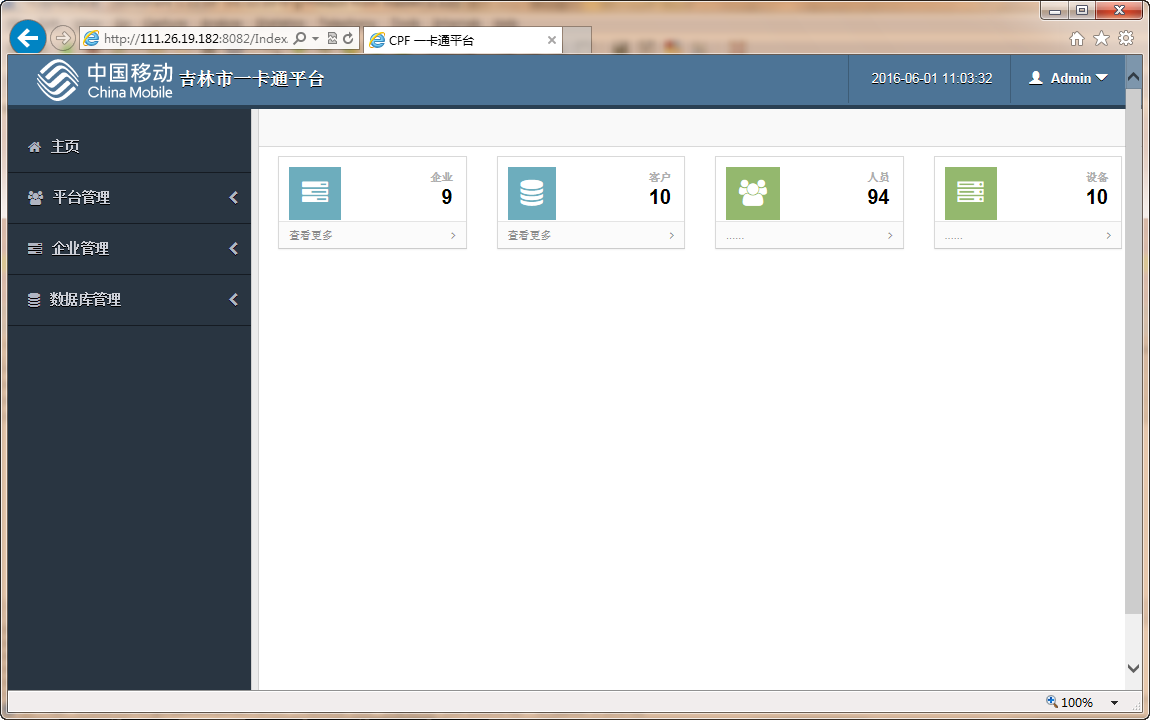 http://111.26.19.182:8082/Index.
CPF 一卡通平台
中国移动
China Mobile
吉林市一卡通平台
2016-06-01 11:03:32
Admin
主页
平台管理
企业管理
数据库管理
企业
9
查看更多
客户
10
查看更多
人员
94
......
设备
10
......
100%